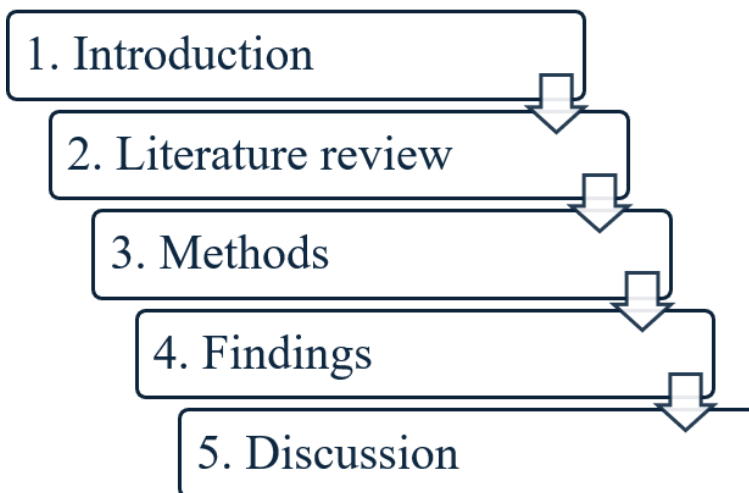 1. Introduction
2. Literature review
3. Methods
4. Findings
5. Discussion